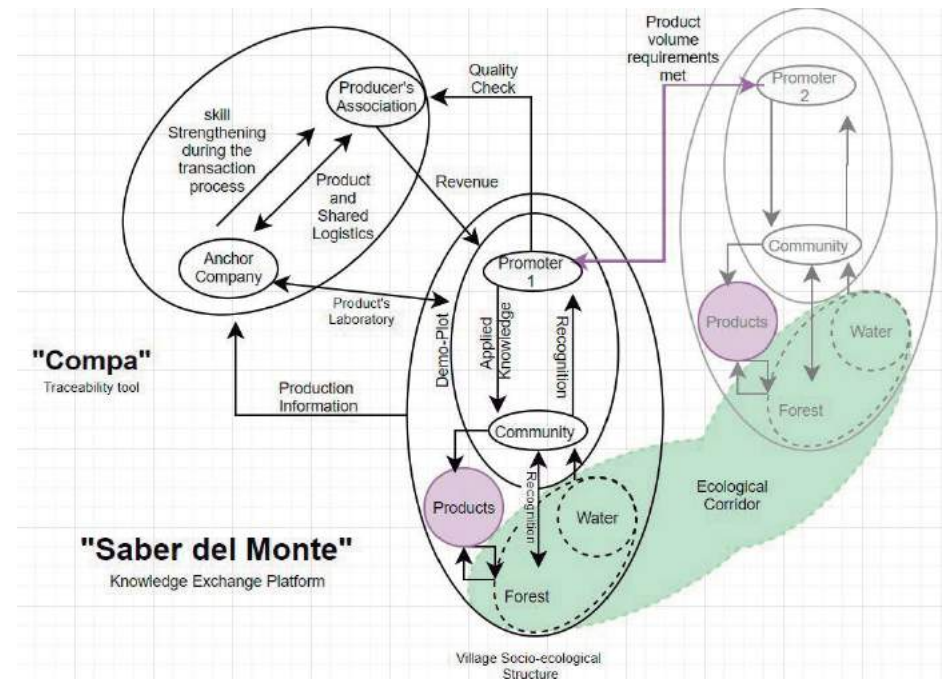 Product
volume
requirements
met
Quality
Check
Producer's
Association
Promoter
2
skill
Strengthening
during the
transaction
process
Product
and
Shared
Logistics
Revenue
Anchor
Company
Promoter
1
Community
Product's
Laboratory
Demo-Plot
Applied
Knowledge
Recognition
Products
Water
"Compa"
Traceability tool
Production
Information
Forest
Community
Recognition
Ecological
Corridor
Products
Water
"Saber del Monte"
Knowledge Exchange Platform
Forest
Village Socio-ecological
Structure